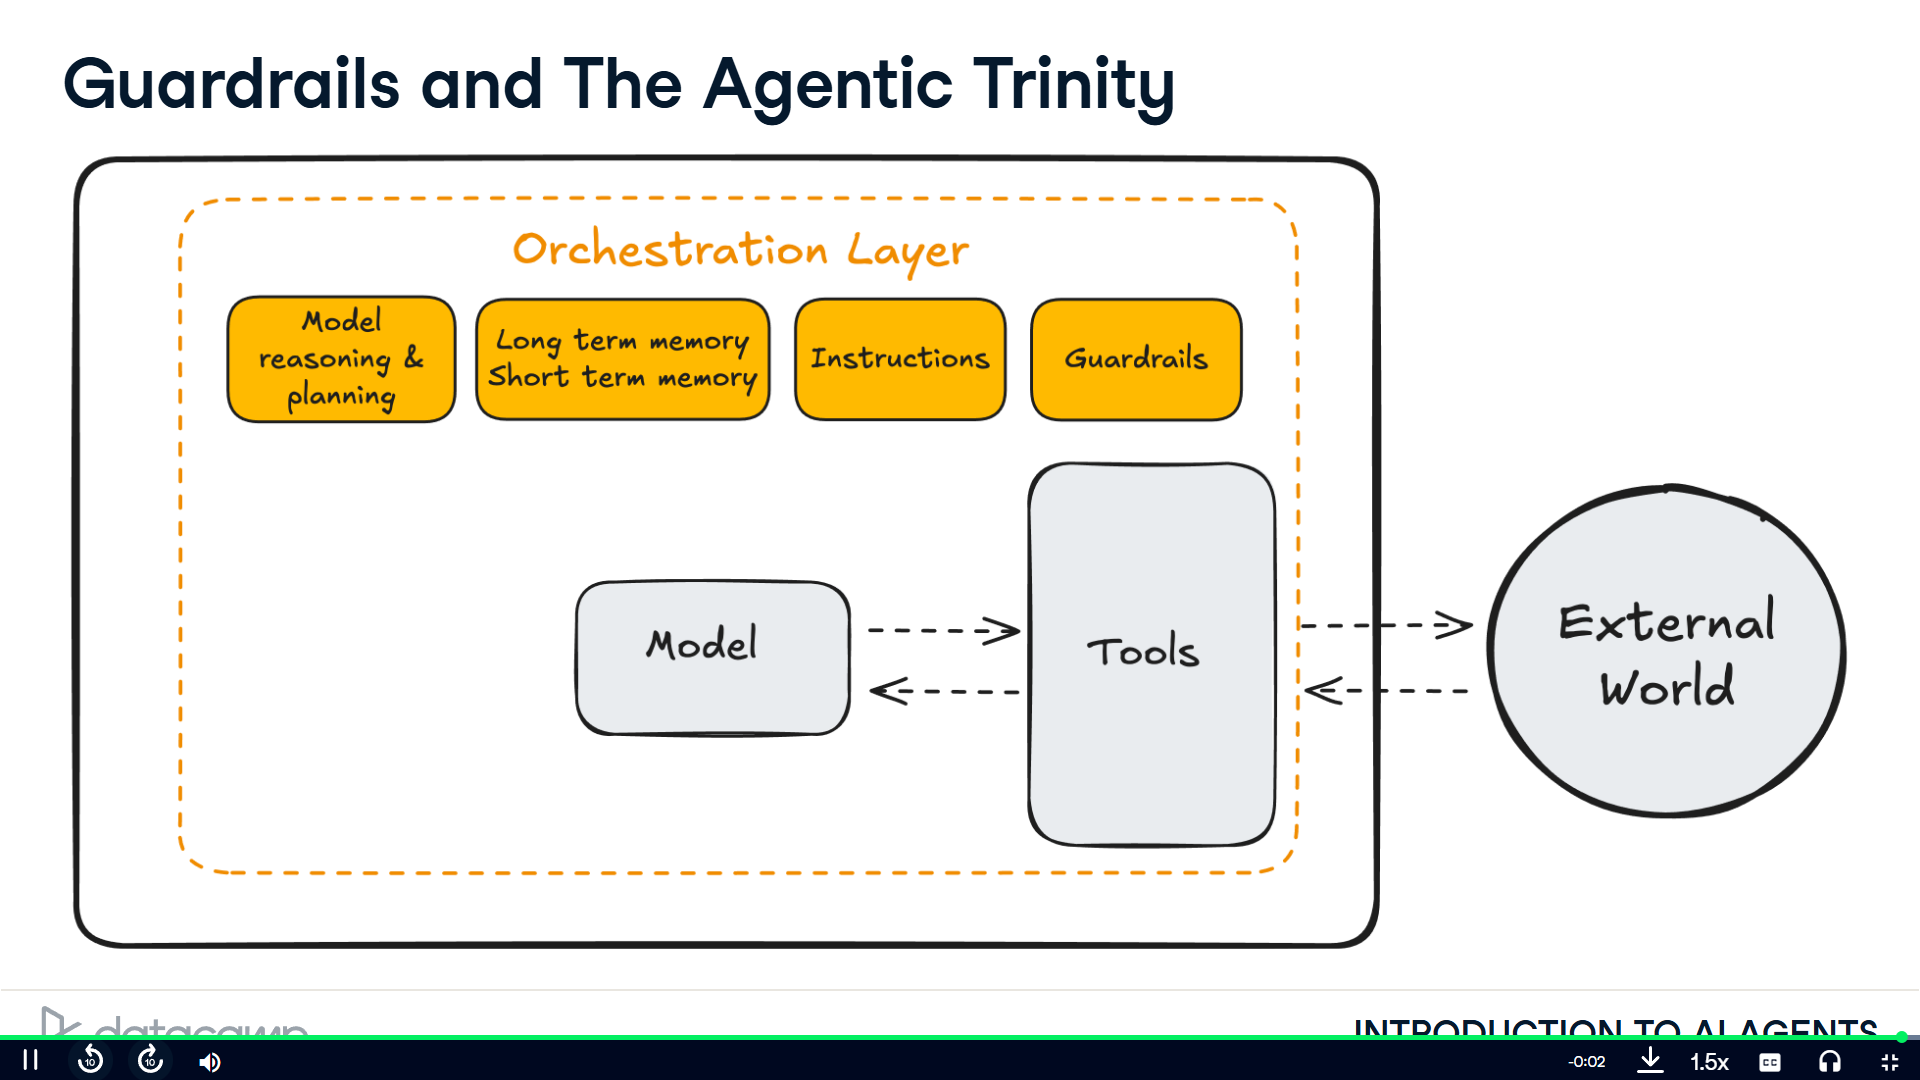 Guardrails and The Agentic Trinity
Orchestration Layer
Model
reasoning &
planning
Long term memory
Short term memory
Instructions
Guardrails
Model
Tools
External
World
datacamp
INTRODUCTION TO AI AGENTS
10
10
-0:02
1.5x
CC